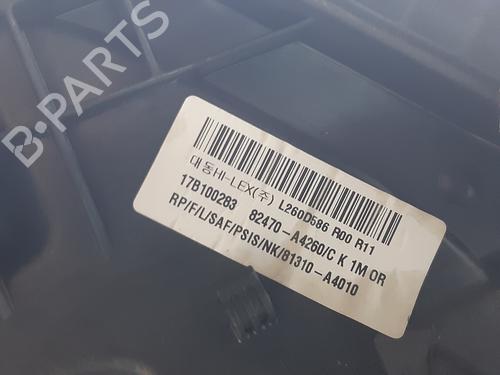 B-PARTS
대동HI-LEX(주) L260D586 R00 R11
17B100283 82470-A4260/C K 1M OR
RP/F/L/SAF/PSIS/NK/81310-A4010